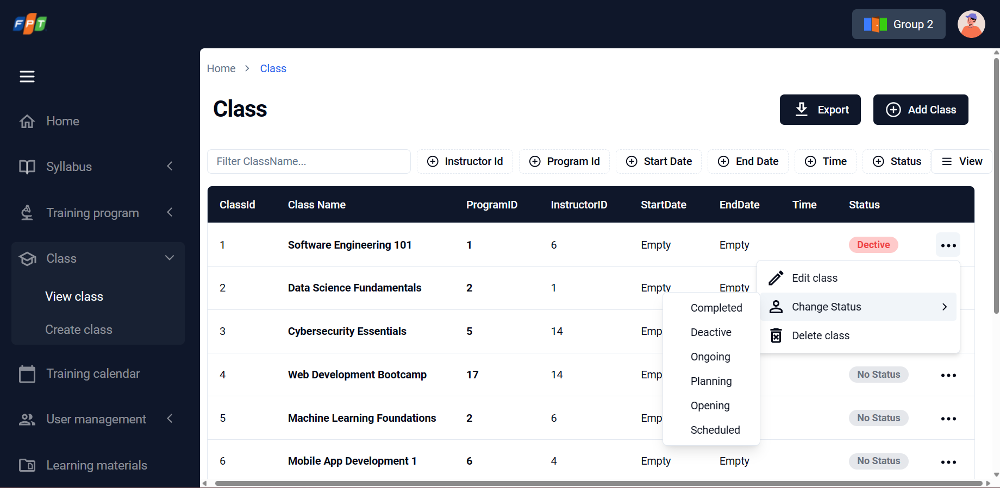 FPT
Group 2
Home
Syllabus
Training program
Class
View class
Create class
Training calendar
User management
Learning materials
Home > Class
Class
Export
Add Class
Filter ClassName...
Instructor Id
Program Id
Start Date
End Date
Time
Status
View
ClassId Class Name ProgramID InstructorID StartDate EndDate Time Status
1 Software Engineering 101 1 6 Empty Empty Dective
2 Data Science Fundamentals 2 1 Empty Empty
3 Cybersecurity Essentials 5 14 Emp
4 Web Development Bootcamp 17 14 Emp No Status
5 Machine Learning Foundations 2 6 Emp No Status
6 Mobile App Development 1 6 4 Empty Empty No Status
Edit class
Change Status
Delete class
Completed
Deactive
Ongoing
Planning
Opening
Scheduled